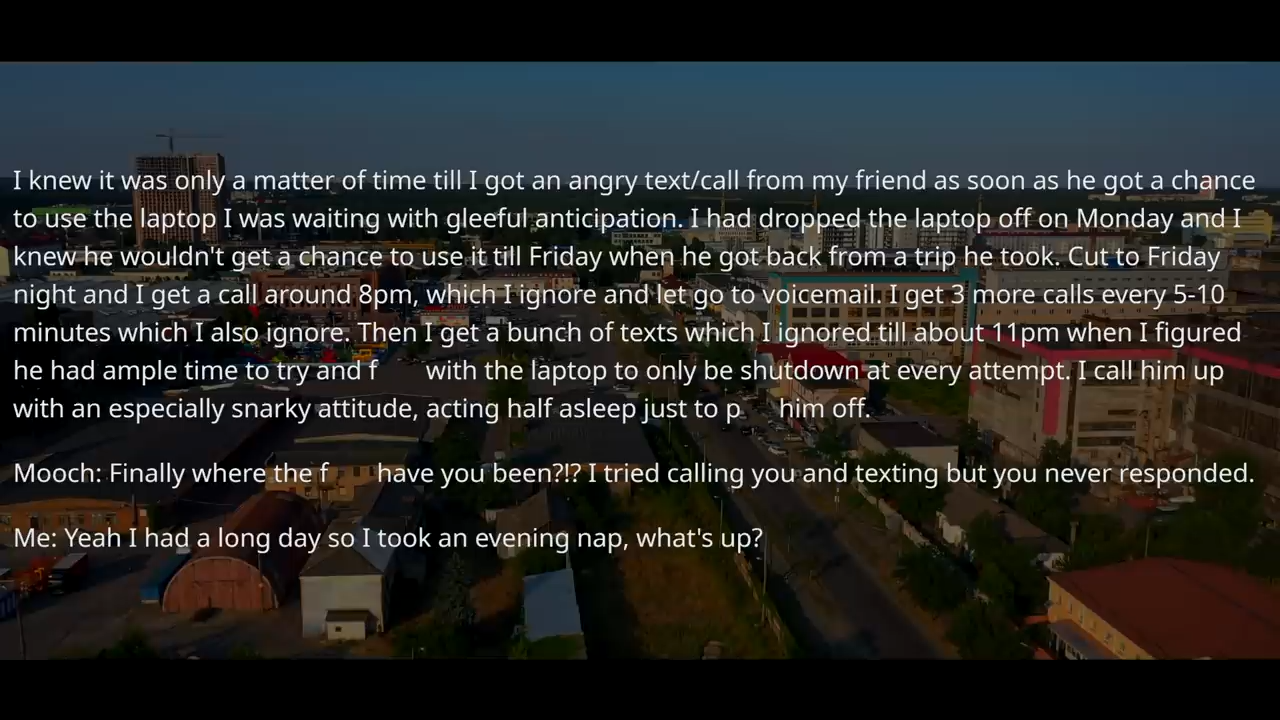 I knew it was only a matter of time till I got an angry text/call from my friend as soon as he got a chance
to use the laptop I was waiting with gleeful anticipation. I had dropped the laptop off on Monday and I
knew he wouldn't get a chance to use it till Friday when he got back from a trip he took. Cut to Friday
night and I get a call around 8pm, which I ignore and let go to voicemail. I get 3 more calls every 5-10
minutes which I also ignore. Then I get a bunch of texts which I ignored till about 11pm when I figured
he had ample time to try and f with the laptop to only be shutdown at every attempt. I call him up
with an especially snarky attitude, acting half asleep just to p him off.
Mooch: Finally where the f have you been?!? I tried calling you and texting but you never responded.
Me: Yeah I had a long day so I took an evening nap, what's up?